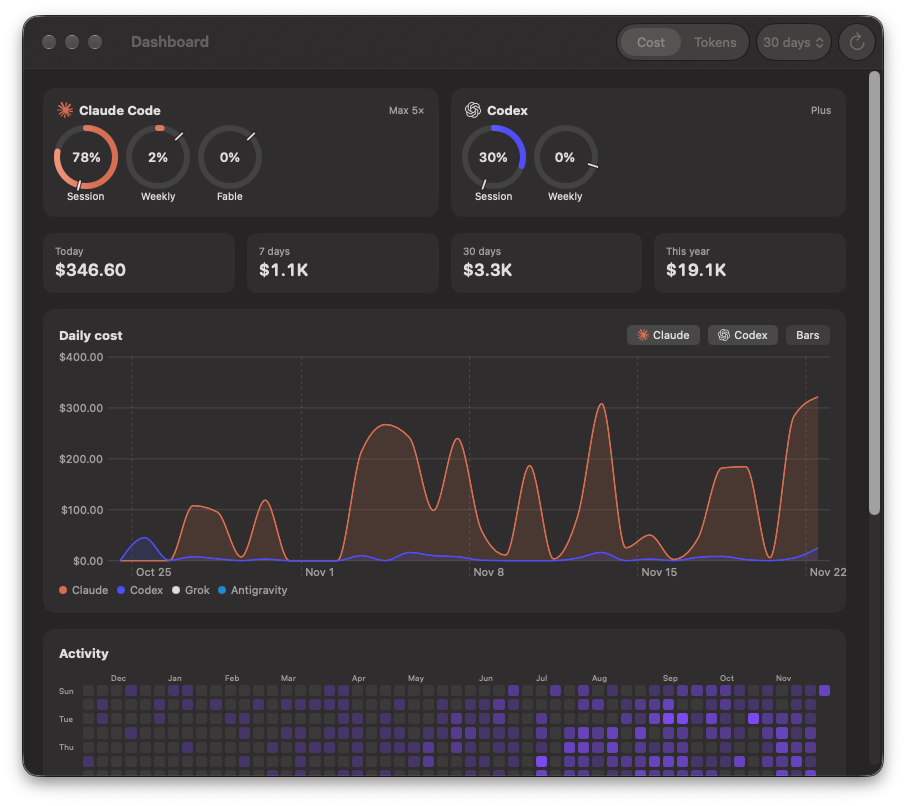 Dashboard
Cost Tokens 30 days
Claude Code Max 5×
78% 2% 0%
Session Weekly Fable
Codex Plus
30% 0%
Session Weekly
Today
$346.60
7 days
$1.1K
30 days
$3.3K
This year
$19.1K
Daily cost Claude Codex Bars
$400.00
$300.00
$200.00
$100.00
$0.00
Oct 25 Nov 1 Nov 8 Nov 15 Nov 22
Claude Codex Grok Antigravity
Activity
Dec Jan Feb Mar Apr May Jun Jul Aug Sep Oct Nov
Sun
Tue
Thu